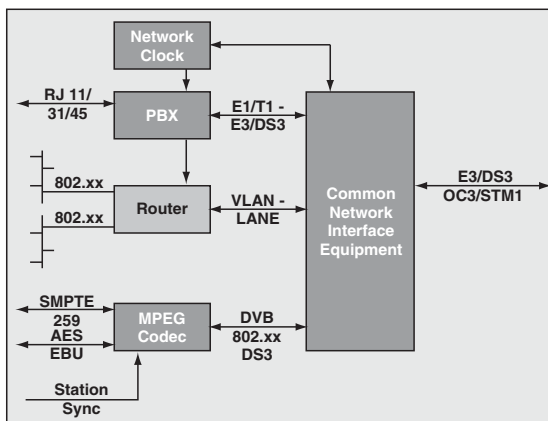 Network
Clock
RJ 11/
31/45
PBX
E1/T1 -
E3/DS3
802.xx
802.xx
Router
VLAN -
LANE
Common
Network
Interface
Equipment
E3/DS3
OC3/STM1
SMPTE
259
AES
EBU
MPEG
Codec
DVB
802.xx
DS3
Station
Sync